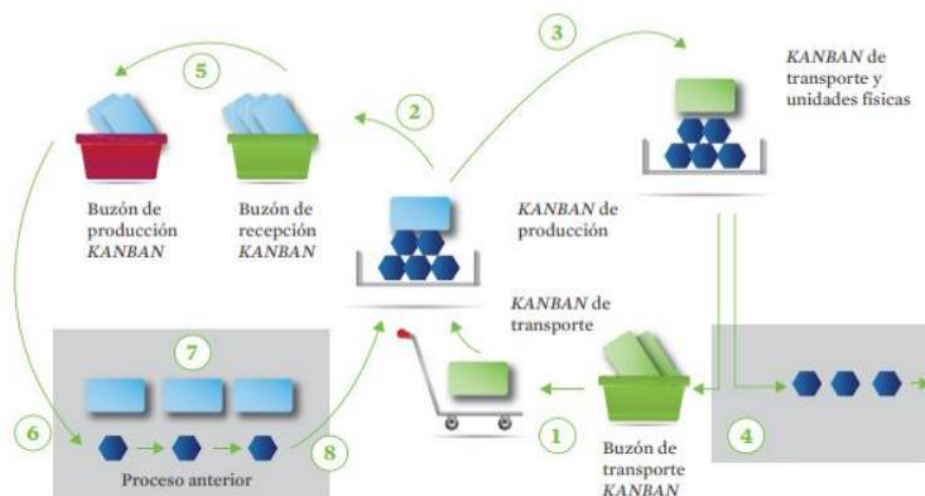 3
KANBAN de
transporte y
unidades físicas
5
2
Buzón de
producción
KANBAN
Buzón de
recepción
KANBAN
KANBAN de
producción
KANBAN de
transporte
7
6
8
1
4
Proceso anterior
Buzón de
transporte
KANBAN